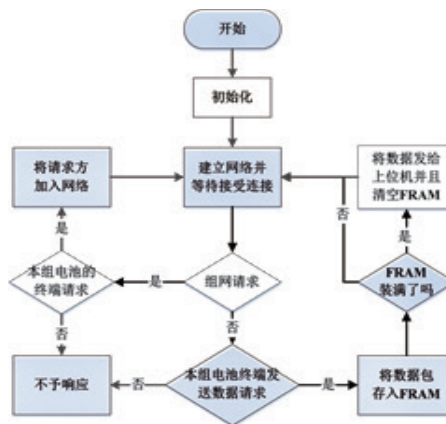 开始
初始化
将请求方
加入网络
建立网络并
等待接受连接
将数据发给
上位机并且
清空FRAM
是
否
是
本组电池的
终端请求
是
组网请求
FRAM
装满了吗
否
否
不予响应
否
本组电池终端发
送数据请求
是
将数据包
存入FRAM